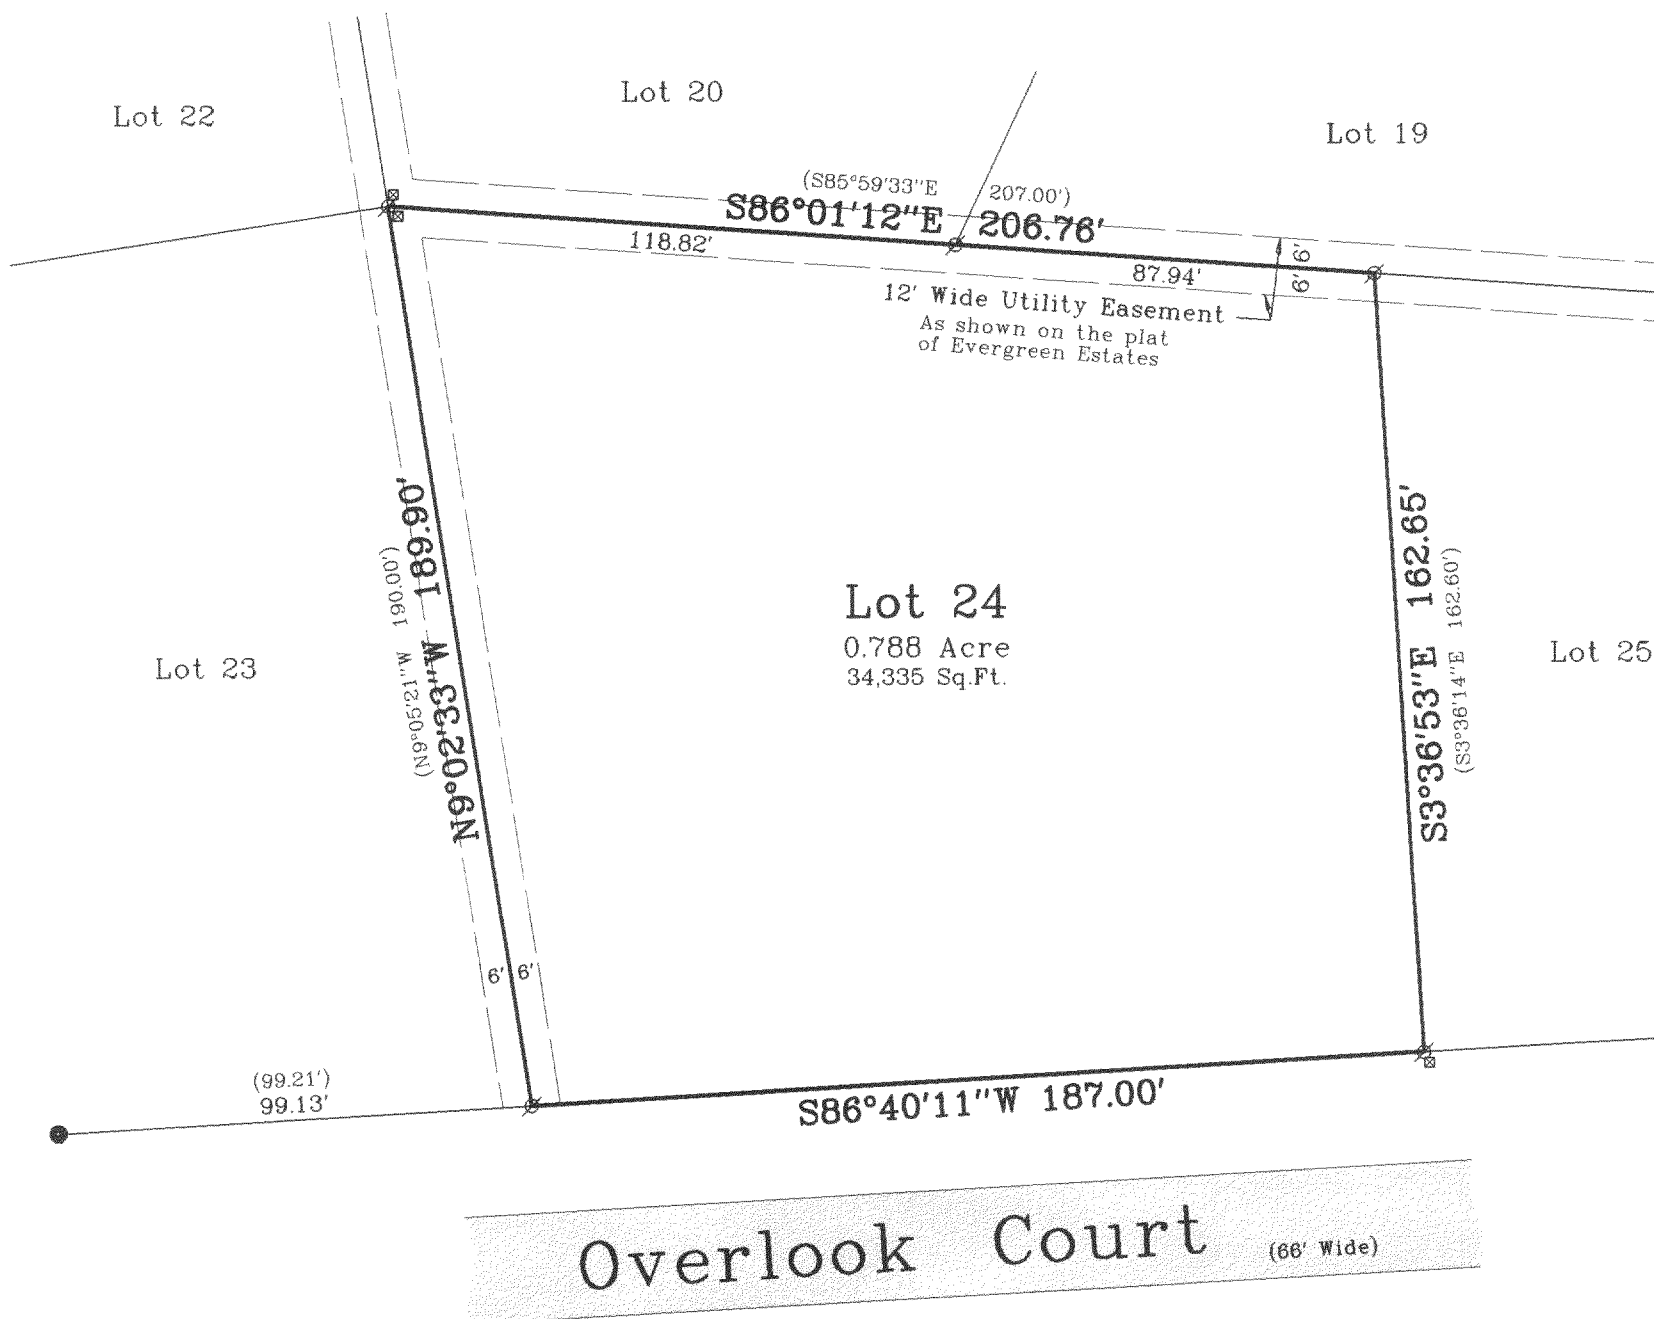 Lot 22
Lot 20
Lot 19
(S85°59'33"E 207.00')
S86°01'12"E 206.76'
118.82'
87.94'
6' 6'
12' Wide Utility Easement
As shown on the plat
of Evergreen Estates
N9°02'33"W 189.90'
(N9°05'21"W 190.00')
S3°36'53"E 162.65'
(S3°36'14"E 162.60')
Lot 24
0.788 Acre
34,335 Sq.Ft.
Lot 23
Lot 25
6' 6'
(99.21')
99.13'
S86°40'11"W 187.00'
Overlook Court (66' Wide)